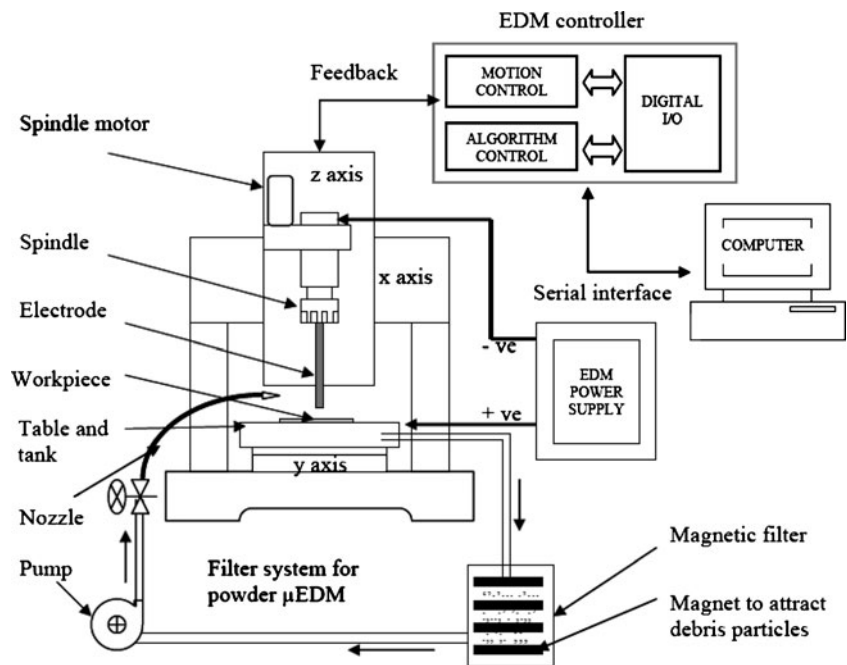 EDM controller
Feedback
MOTION
CONTROL
DIGITAL
I/O
ALGORITHM
CONTROL
Spindle motor
z axis
Spindle
x axis
COMPUTER
Serial interface
Electrode
- ve
EDM
POWER
SUPPLY
Workpiece
+ ve
Table and
tank
y axis
Nozzle
Magnetic filter
Pump
Filter system for
powder µEDM
Magnet to attract
debris particles